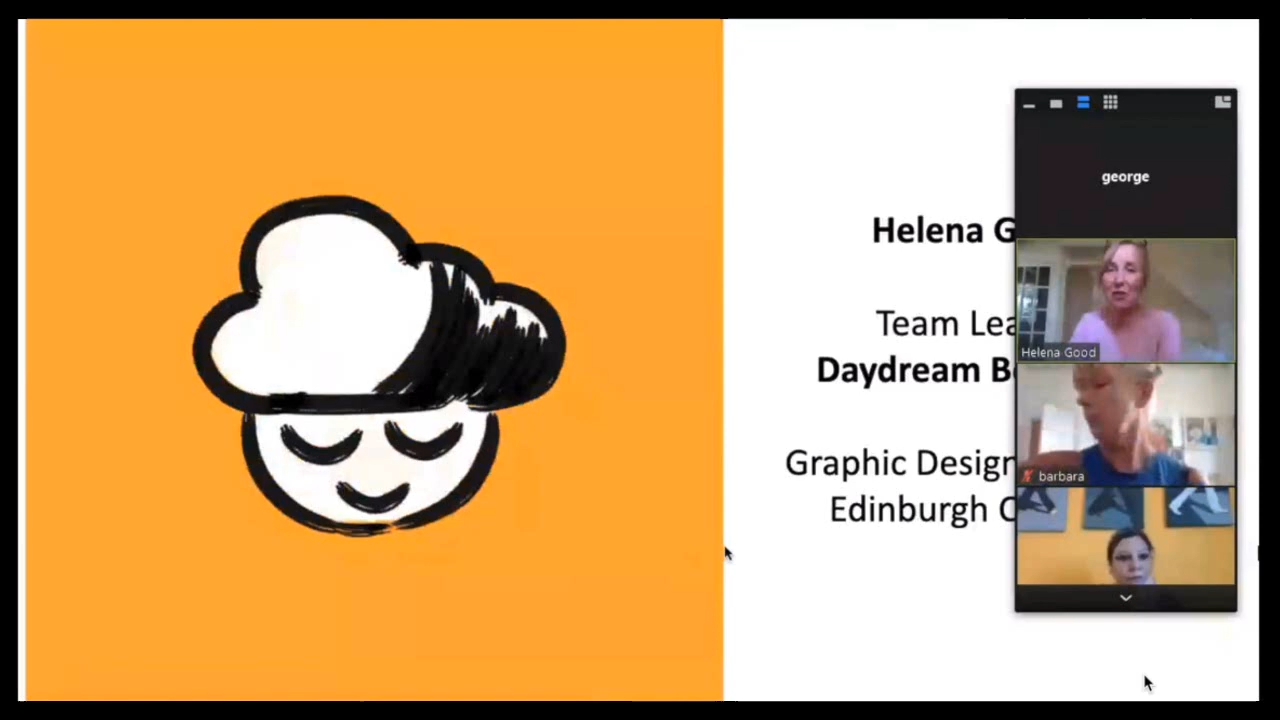 Helena G
Team Lea
Daydream B
Graphic Design
Edinburgh C
george
Helena Good
barbara